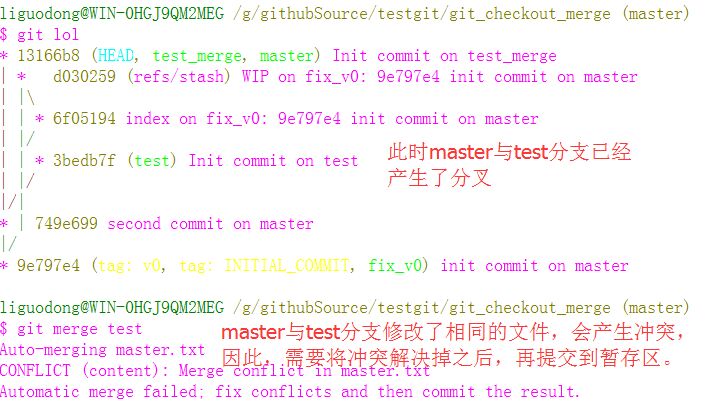 liguodong@WIN-0HGJ9QM2MEG /g/githubSource/testgit/git_checkout_merge (master)
$ git lol
* 13166b8 (HEAD, test_merge, master) Init commit on test_merge
| *   d030259 (refs/stash) WIP on fix_v0: 9e797e4 init commit on master
| |\
| | * 6f05194 index on fix_v0: 9e797e4 init commit on master
| |/
| | * 3bedb7f (test) Init commit on test
| |/
|/|
* | 749e699 second commit on master
|/
* 9e797e4 (tag: v0, tag: INITIAL_COMMIT, fix_v0) init commit on master
此时master与test分支已经
产生了分叉
liguodong@WIN-0HGJ9QM2MEG /g/githubSource/testgit/git_checkout_merge (master)
$ git merge test
Auto-merging master.txt
CONFLICT (content): Merge conflict in master.txt
Automatic merge failed; fix conflicts and then commit the result.
master与test分支修改了相同的文件，会产生冲突，
因此，需要将冲突解决掉之后，再提交到暂存区。